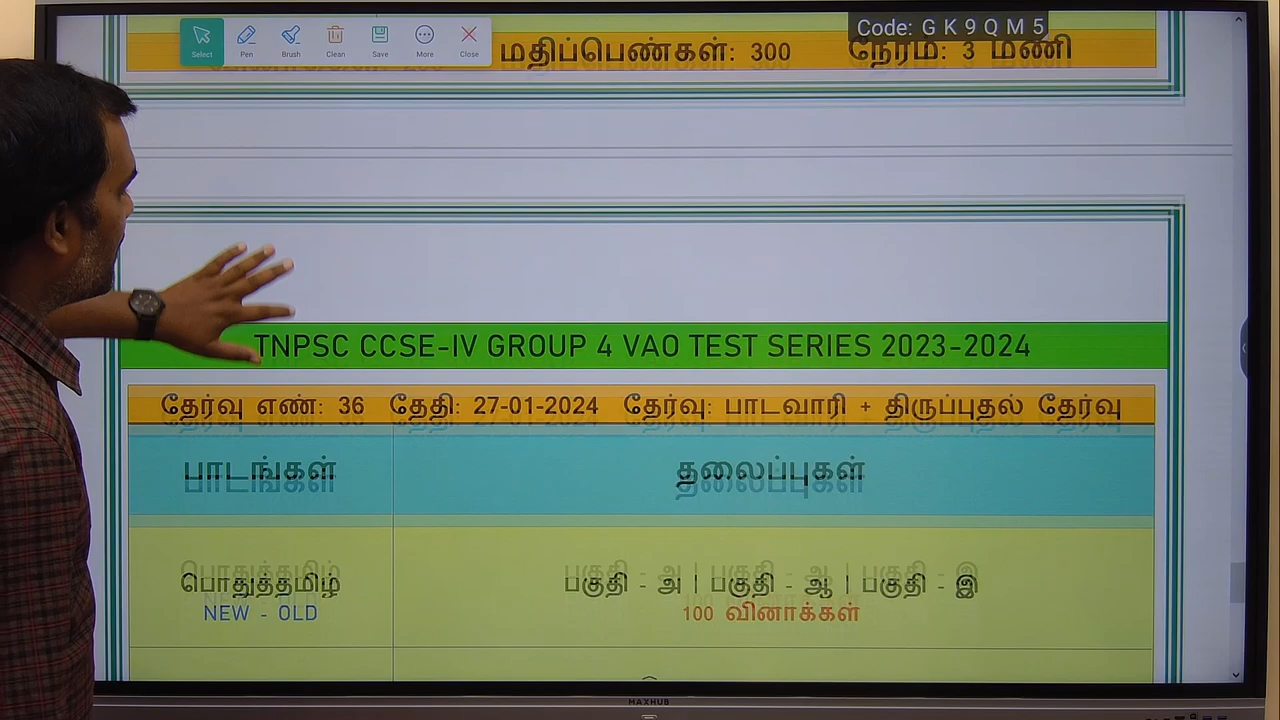 Code: G K 9 Q M 5
Select Pen Brush Clean Save More Close
மதிப்பெண்கள்: 300 நேரம்: 3 மணி
TNPSC CCSE-IV GROUP 4 VAO TEST SERIES 2023-2024
தேர்வு எண்: 36 தேதி: 27-01-2024 தேர்வு: பாடவாரி + திருப்புதல் தேர்வு
பாடங்கள் தலைப்புகள்
பொதுத்தமிழ் பகுதி - அ | பகுதி - ஆ | பகுதி - இ
NEW - OLD 100 வினாக்கள்
MAXHUB